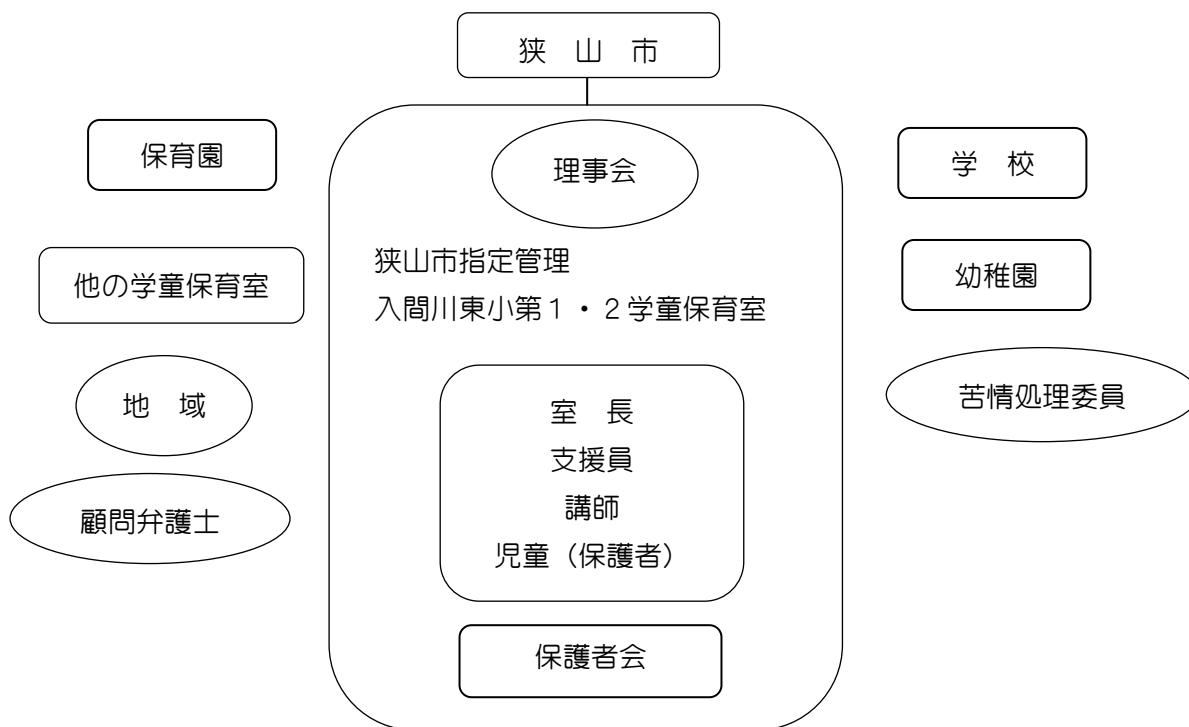 狭　山　市
保育園
理事会
学　校
狭山市指定管理
他の学童保育室
幼稚園
入間川東小第１・２学童保育室
地　域
室　長
苦情処理委員
支援員
顧問弁護士
講師
児童（保護者）
保護者会